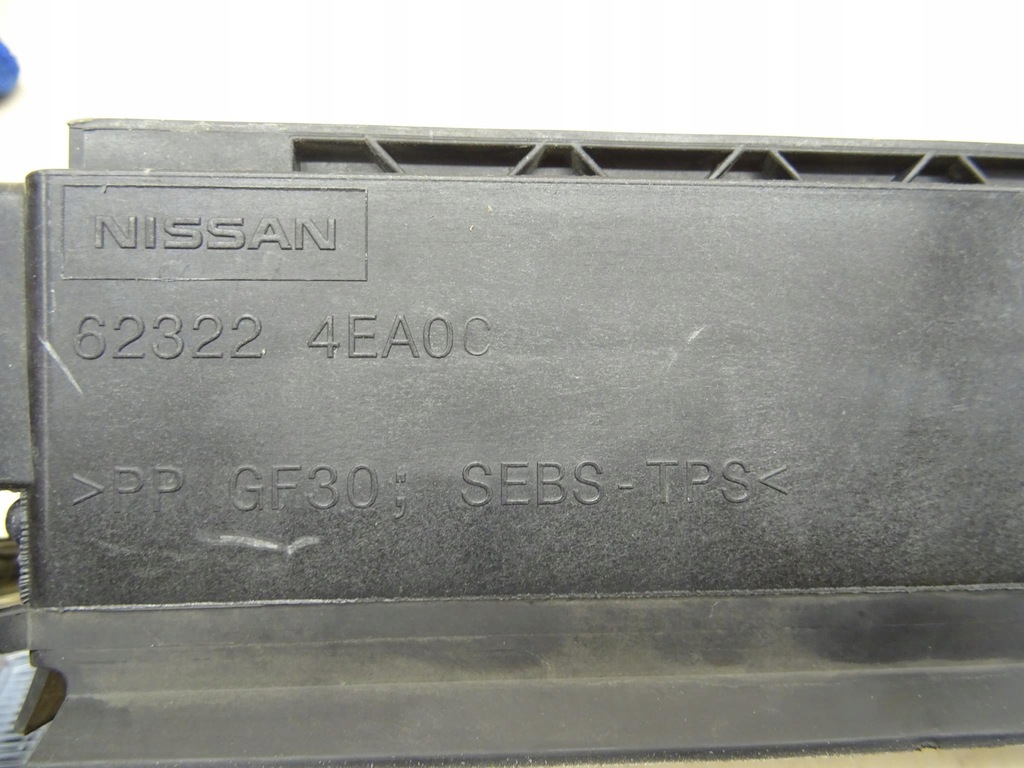 NISSAN
62322 4EA0C
>PP GF30; SEBS-TPS<